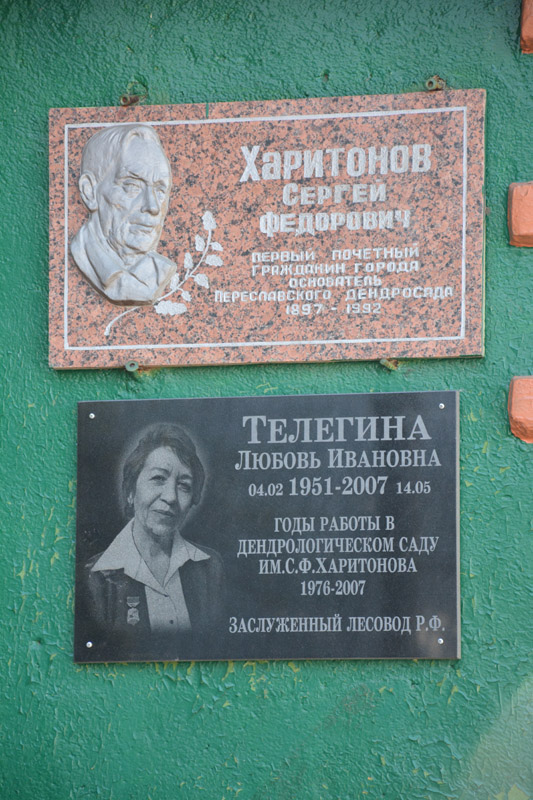 ХАРИТОНОВ
СЕРГЕЙ
ФЕДОРОВИЧ
ПЕРВЫЙ ПОЧЕТНЫЙ
ГРАЖДАНИН ГОРОДА
ОСНОВАТЕЛЬ
ПЕРЕСЛАВСКОГО ДЕНДРОСАДА
1897 - 1992
ТЕЛЕГИНА
ЛЮБОВЬ ИВАНОВНА
04.02 1951-2007 14.05
ГОДЫ РАБОТЫ В
ДЕНДРОЛОГИЧЕСКОМ САДУ
ИМ.С.Ф.ХАРИТОНОВА
1976-2007
ЗАСЛУЖЕННЫЙ ЛЕСОВОД Р.Ф.